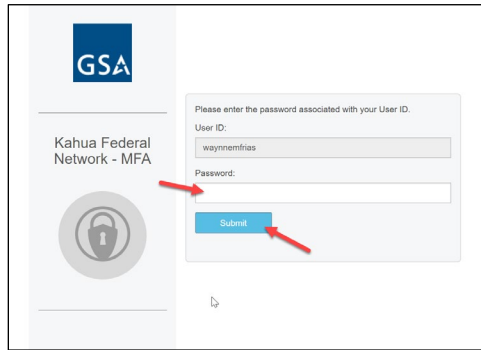 GSA
Kahua Federal
Network - MFA
Please enter the password associated with your User ID.
User ID:
waynnemfrias
Password:
Submit